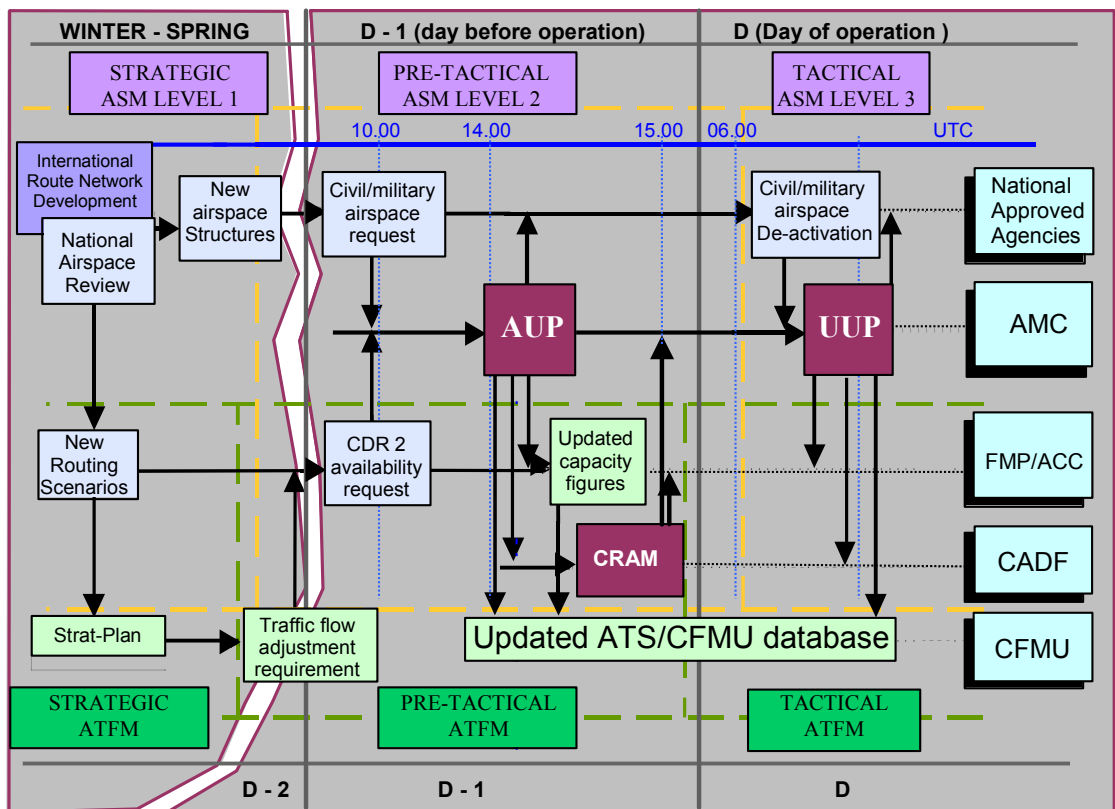 WINTER - SPRING
D - 1 (day before operation)
D (Day of operation )
STRATEGIC
ASM LEVEL 1
PRE-TACTICAL
ASM LEVEL 2
TACTICAL
ASM LEVEL 3
10.00
14.00
15.00
06.00
UTC
International
Route Network
Development
National
Airspace
Review
New
airspace
Structures
Civil/military
airspace
request
Civil/military
airspace
De-activation
National
Approved
Agencies
AUP
UUP
AMC
New
Routing
Scenarios
CDR 2
availability
request
Updated
capacity
figures
FMP/ACC
CRAM
CADF
Strat-Plan
Traffic flow
adjustment
requirement
Updated ATS/CFMU database
CFMU
STRATEGIC
ATFM
PRE-TACTICAL
ATFM
TACTICAL
ATFM
D - 2
D - 1
D